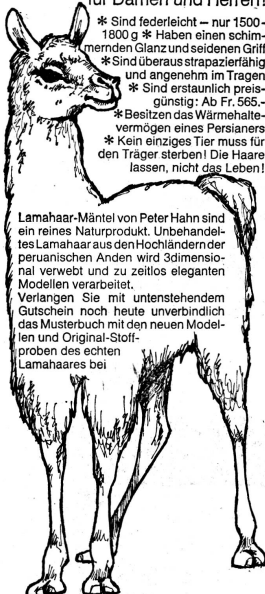 für Damen und Herren!
* Sind federleicht – nur 1500-
1800 g * Haben einen schim-
mernden Glanz und seidenen Griff
* Sind überaus strapazierfähig
und angenehm im Tragen
* Sind erstaunlich preis-
günstig: Ab Fr. 565.-
* Besitzen das Wärmehalte-
vermögen eines Persianers
* Kein einziges Tier muss für
den Träger sterben! Die Haare
lassen, nicht das Leben!
Lamahaar-Mäntel von Peter Hahn sind
ein reines Naturprodukt. Unbehandel-
tes Lamahaar aus den Hochländern der
peruanischen Anden wird 3dimensio-
nal verwebt und zu zeitlos eleganten
Modellen verarbeitet.
Verlangen Sie mit untenstehendem
Gutschein noch heute unverbindlich
das Musterbuch mit den neuen Model-
len und Original-Stoff-
proben des echten
Lamahaares bei